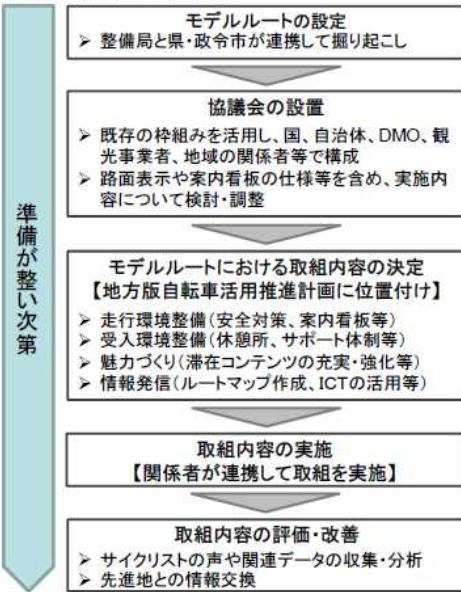 準備が整い次第
モデルルートの設定
➢ 整備局と県・政令市が連携して掘り起こし
協議会の設置
➢ 既存の枠組みを活用し、国、自治体、DMO、観
光事業者、地域の関係者等で構成
➢ 路面表示や案内看板の仕様等を含め、実施内
容について検討・調整
モデルルートにおける取組内容の決定
【地方版自転車活用推進計画に位置付け】
➢ 走行環境整備(安全対策、案内看板等)
➢ 受入環境整備(休憩所、サポート体制等)
➢ 魅力づくり(滞在コンテンツの充実・強化等)
➢ 情報発信(ルートマップ作成、ICTの活用等)
取組内容の実施
【関係者が連携して取組を実施】
取組内容の評価・改善
➢ サイクリストの声や関連データの収集・分析
➢ 先進地との情報交換